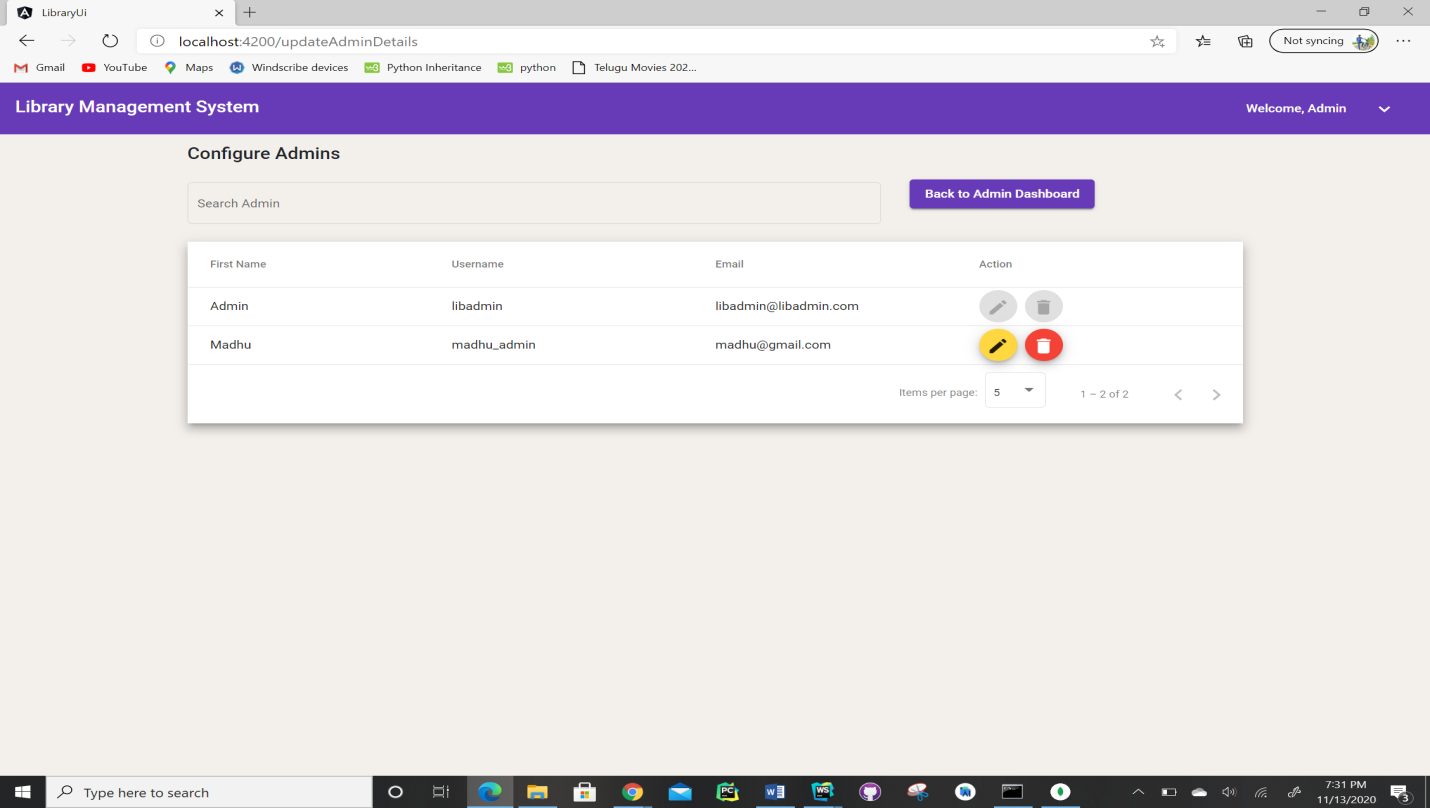 LibraryUi
localhost:4200/updateAdminDetails
Not syncing
Gmail YouTube Maps Windscribe devices Python Inheritance python Telugu Movies 202...
Library Management System
Welcome, Admin
Configure Admins
Search Admin
Back to Admin Dashboard
First Name Username Email Action
Admin libadmin libadmin@libadmin.com
Madhu madhu_admin madhu@gmail.com
Items per page: 5 1 – 2 of 2
Type here to search
PC
W
WS
7:31 PM
11/13/2020
3